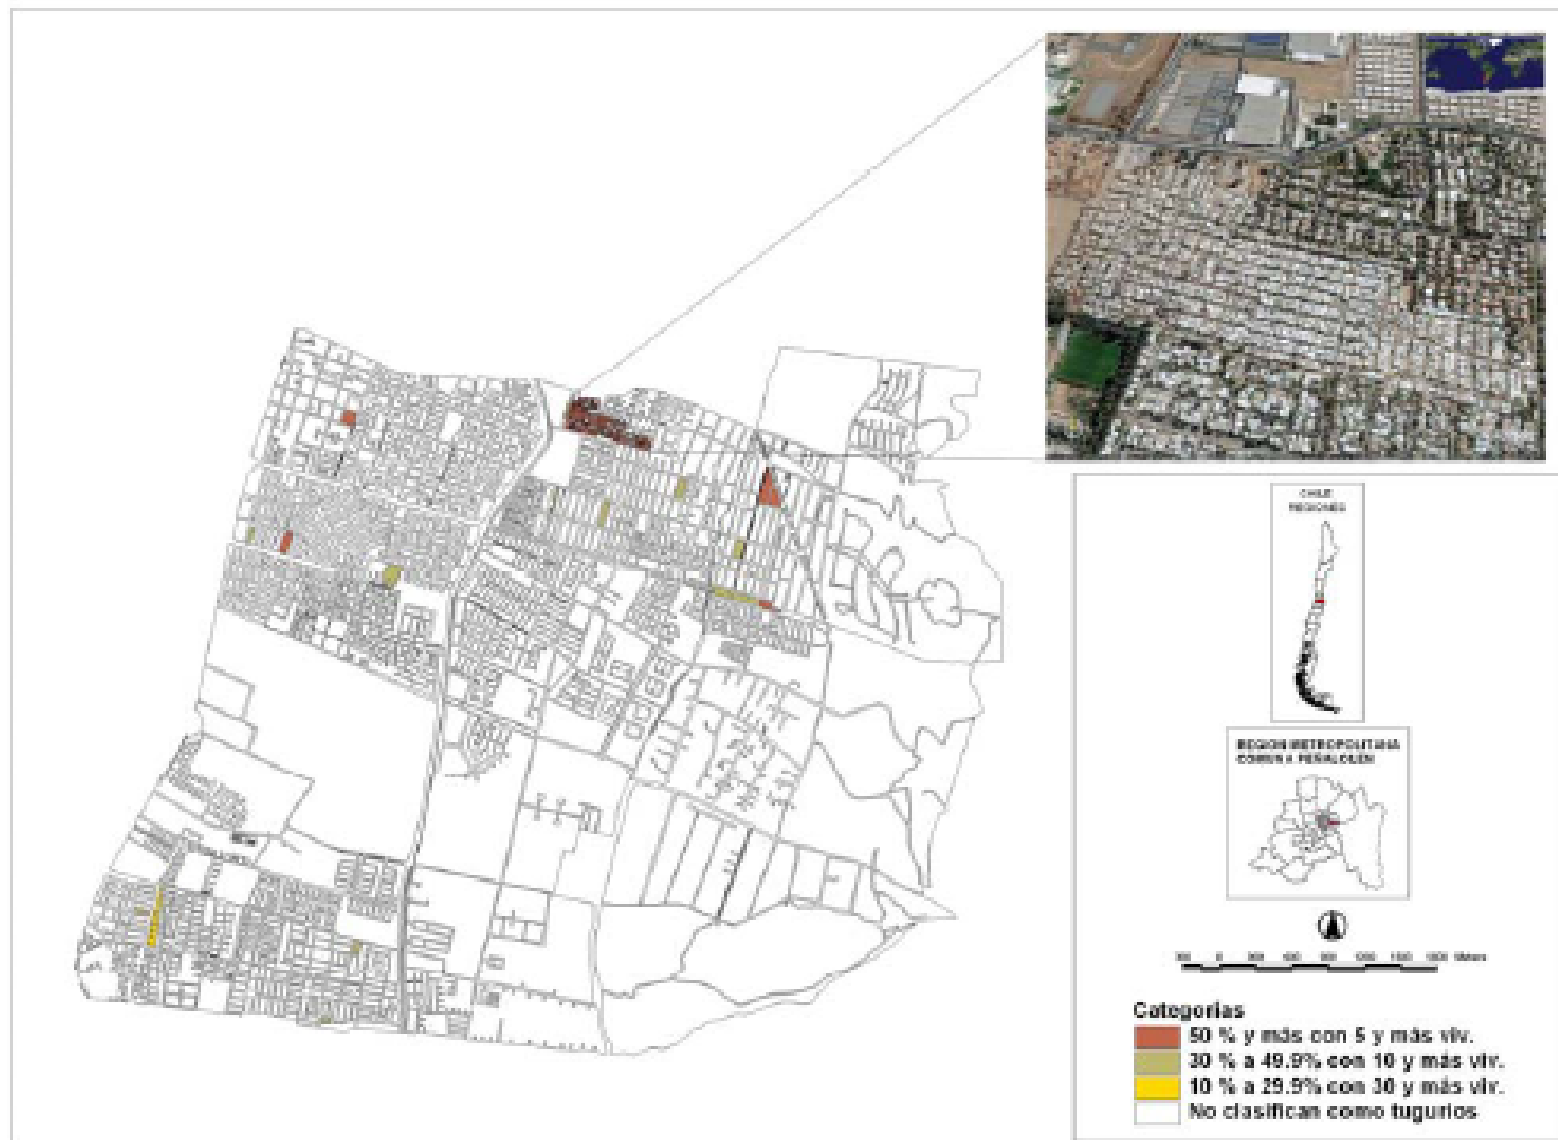 CHILE
REGIONES
REGION METROPOLITANA
COMUNA PEÑALOLEN
Categorias
50 % y más con 5 y más viv.
30 % a 49.9% con 10 y más viv.
10 % a 29.9% con 30 y más viv.
No clasifican como tugurios